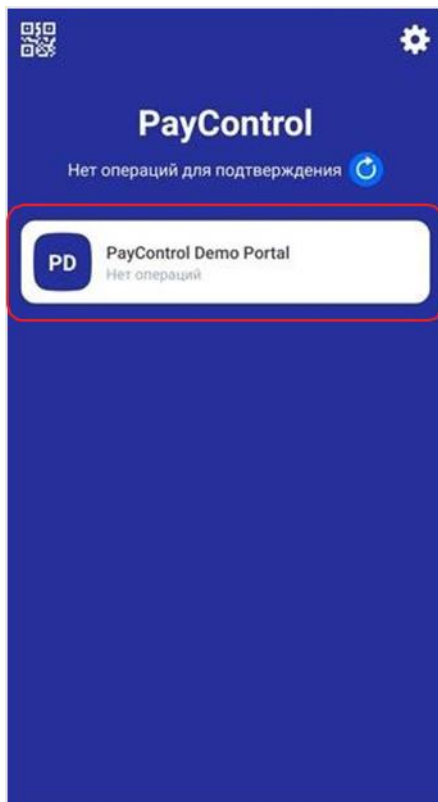 PayControl
Нет операций для подтверждения
PD
PayControl Demo Portal
Нет операций